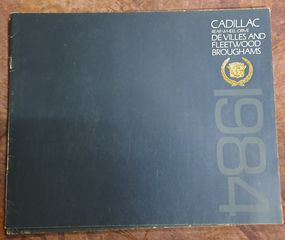 CADILLAC
REAR WHEEL DRIVE
DE VILLES AND
FLEETWOOD
BROUGHAMS
1984